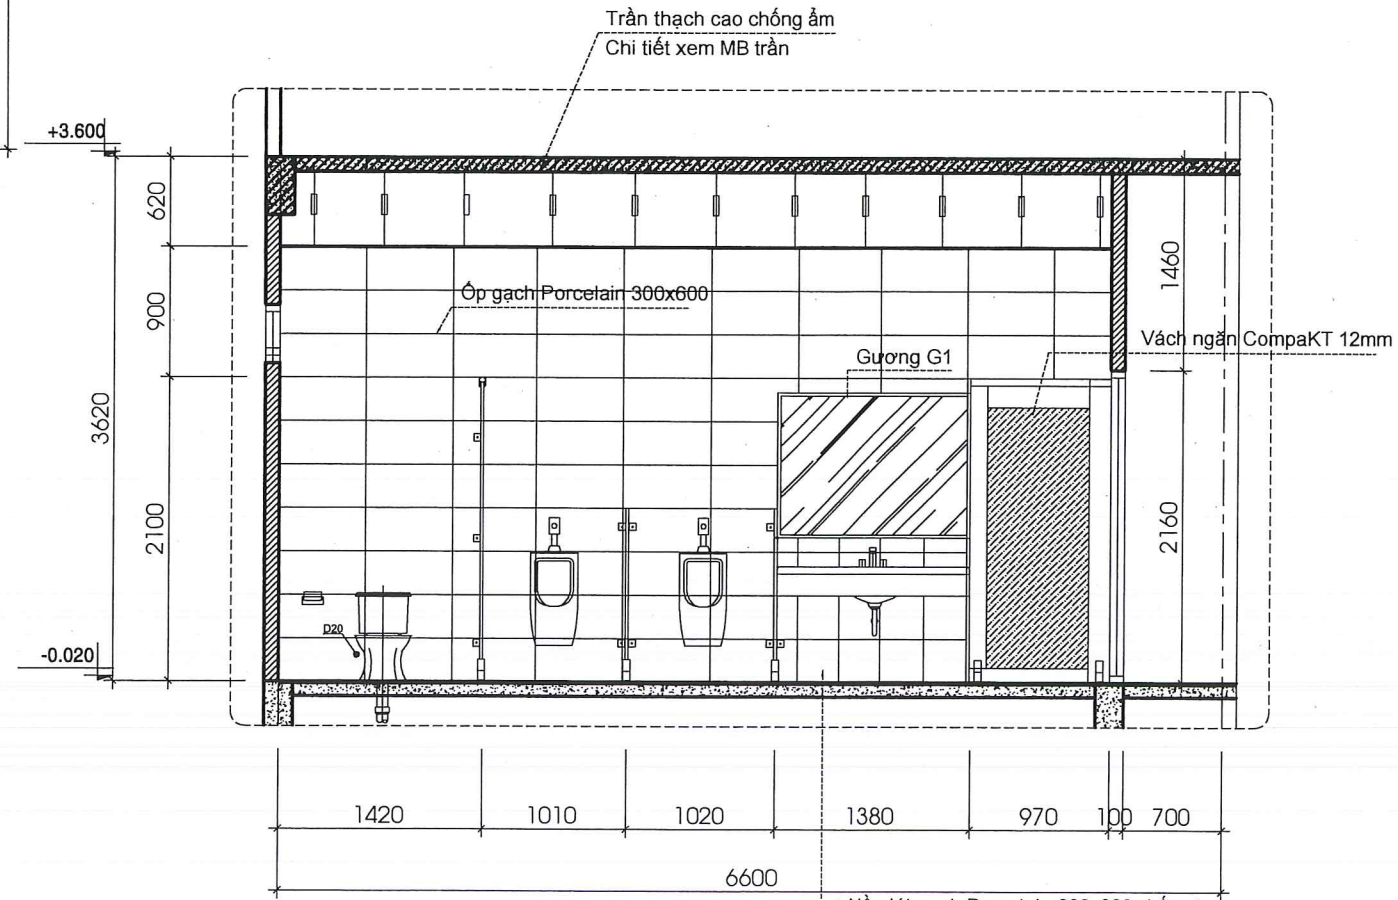 Trần thạch cao chống ẩm
Chi tiết xem MB trần
+3.600
620
1460
Ốp gạch Porcelain 300x600
900
Vách ngăn CompaKT 12mm
Gương G1
3620
2100
2160
D20
-0.020
1420
1010
1020
1380
970
100
700
6600